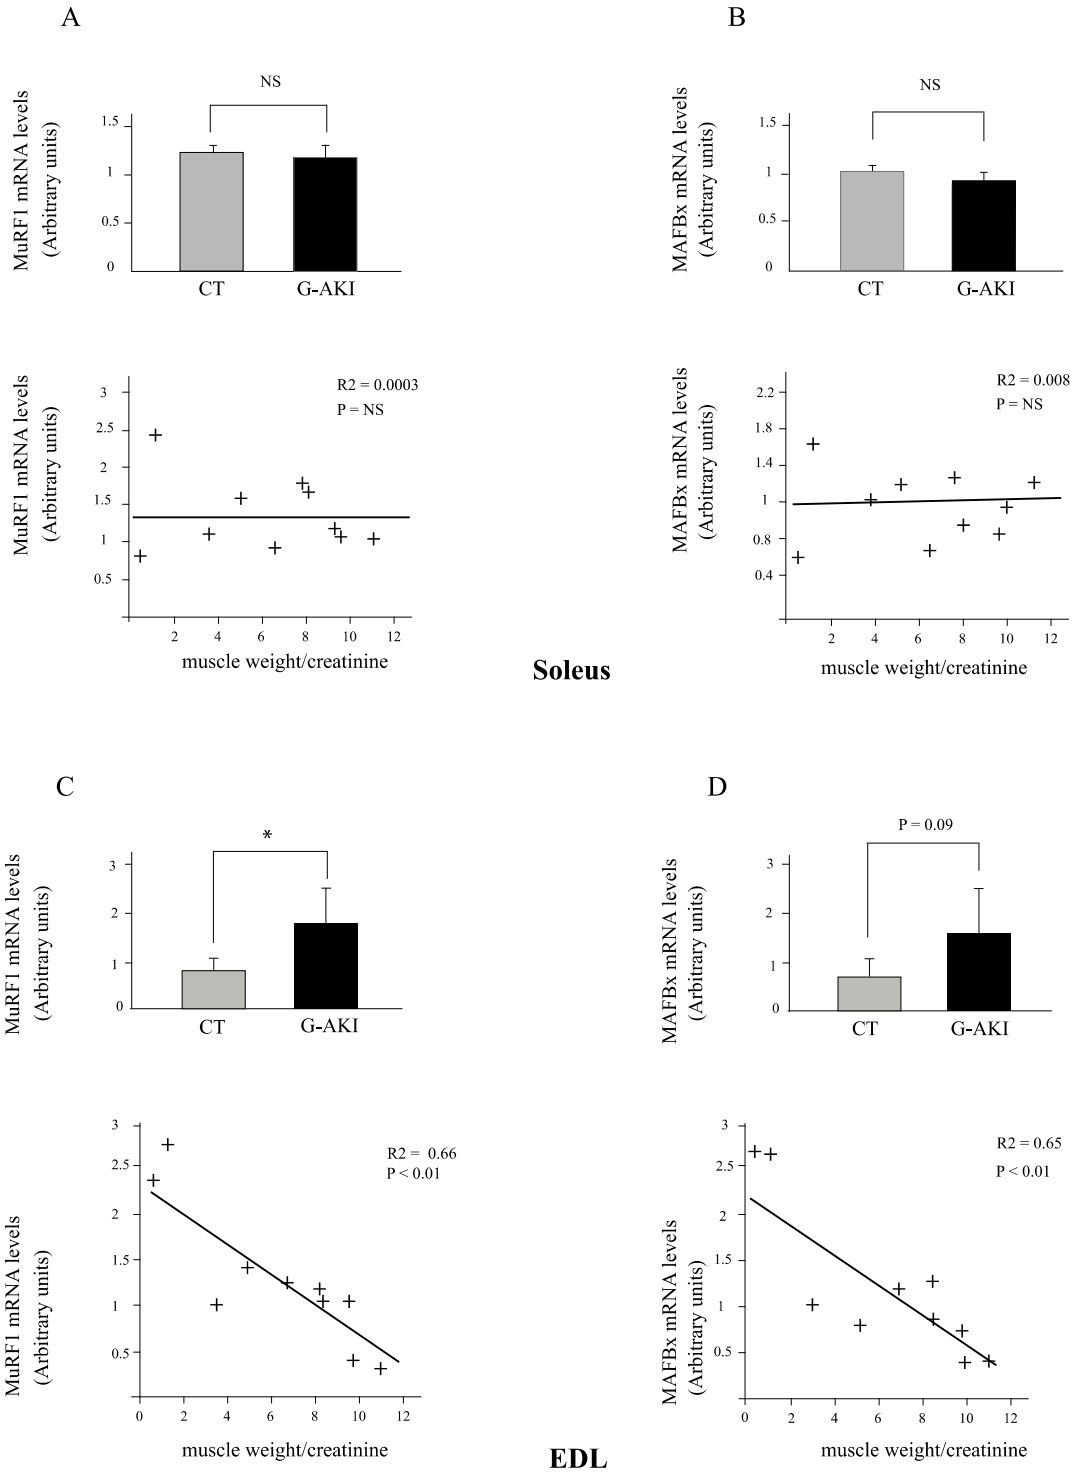 A
MuRF1 mRNA levels
(Arbitrary units)
NS
1.5
1
0.5
0
CT
G-AKI
MuRF1 mRNA levels
(Arbitrary units)
R2 = 0.0003
P = NS
3
2.5
2
1.5
1
0.5
2
4
6
8
10
12
muscle weight/creatinine
B
MAFBx mRNA levels
(Arbitrary units)
NS
1.5
1
0.5
0
CT
G-AKI
MAFBx mRNA levels
(Arbitrary units)
R2 = 0.008
P = NS
2.2
1.8
1.4
1
0.8
0.4
2
4
6
8
10
12
muscle weight/creatinine
Soleus
C
MuRF1 mRNA levels
(Arbitrary units)
*
3
2
1
0
CT
G-AKI
MuRF1 mRNA levels
(Arbitrary units)
R2 = 0.66
P < 0.01
3
2.5
2
1.5
1
0.5
0
2
4
6
8
10
12
muscle weight/creatinine
D
MAFBx mRNA levels
(Arbitrary units)
P = 0.09
3
2
1
0
CT
G-AKI
MAFBx mRNA levels
(Arbitrary units)
R2 = 0.65
P < 0.01
3
2.5
2
1.5
1
0.5
0
2
4
6
8
10
12
muscle weight/creatinine
EDL